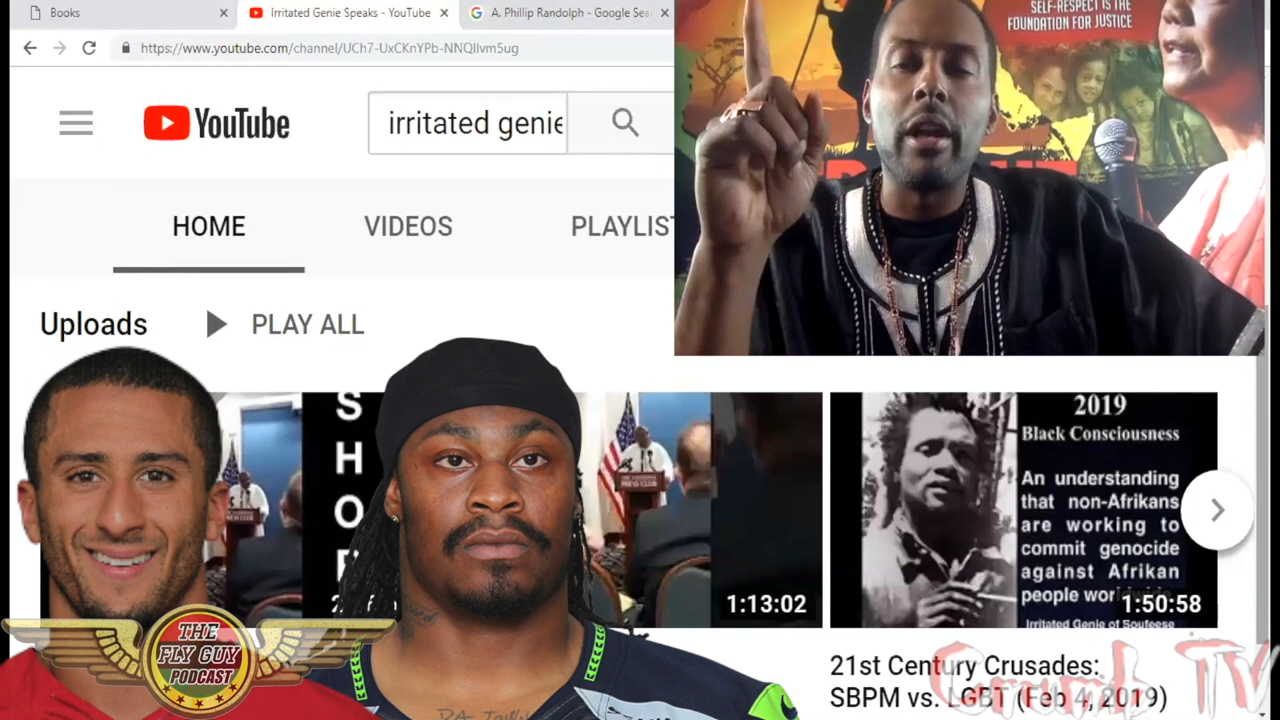 Books
Irritated Genie Speaks - YouTube
A. Phillip Randolph - Google Sea
https://www.youtube.com/channel/UCh7-UxCKnYPb-NNQIIvm5ug
YouTube
irritated genie
HOME
VIDEOS
PLAYLIST
SELF-RESPECT IS THE
FOUNDATION FOR JUSTICE
Uploads
PLAY ALL
S
H
O
1:13:02
2019
Black Consciousness
An understanding
that non-Afrikans
are working to
commit genocide
against Afrikan
people
1:50:58
Irritated Genie of Soufeese
21st Century Crusades:
SBPM vs. LGBT (Feb 4, 2019)
THE
FLY GUY
PODCAST
Crumb TV